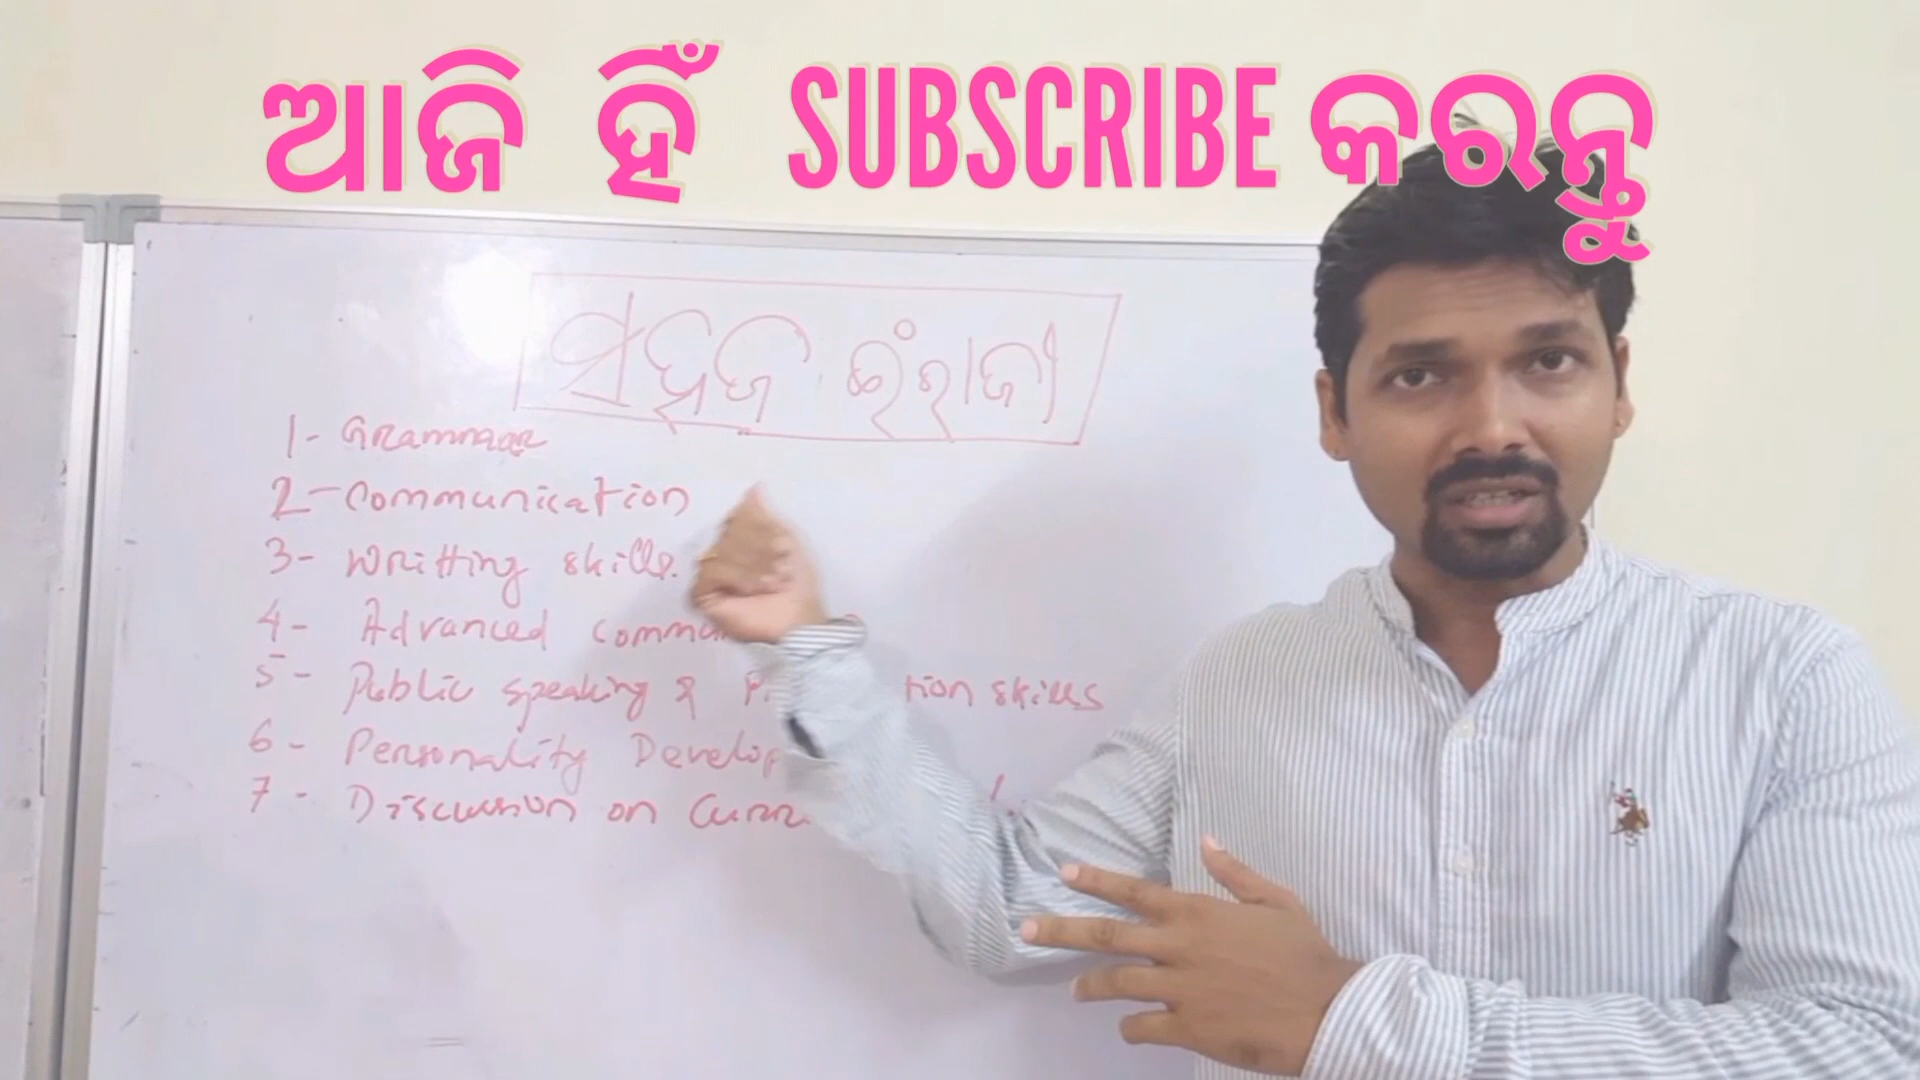 ଆଜି ହିଁ SUBSCRIBE କରନ୍ତୁ
ସହଜ ଇଂରାଜୀ
1- Grammar
2- Communication
3- Writting skills.
4- Advanced
5- Public speaking & skills
6- Personality
7- Discussion on